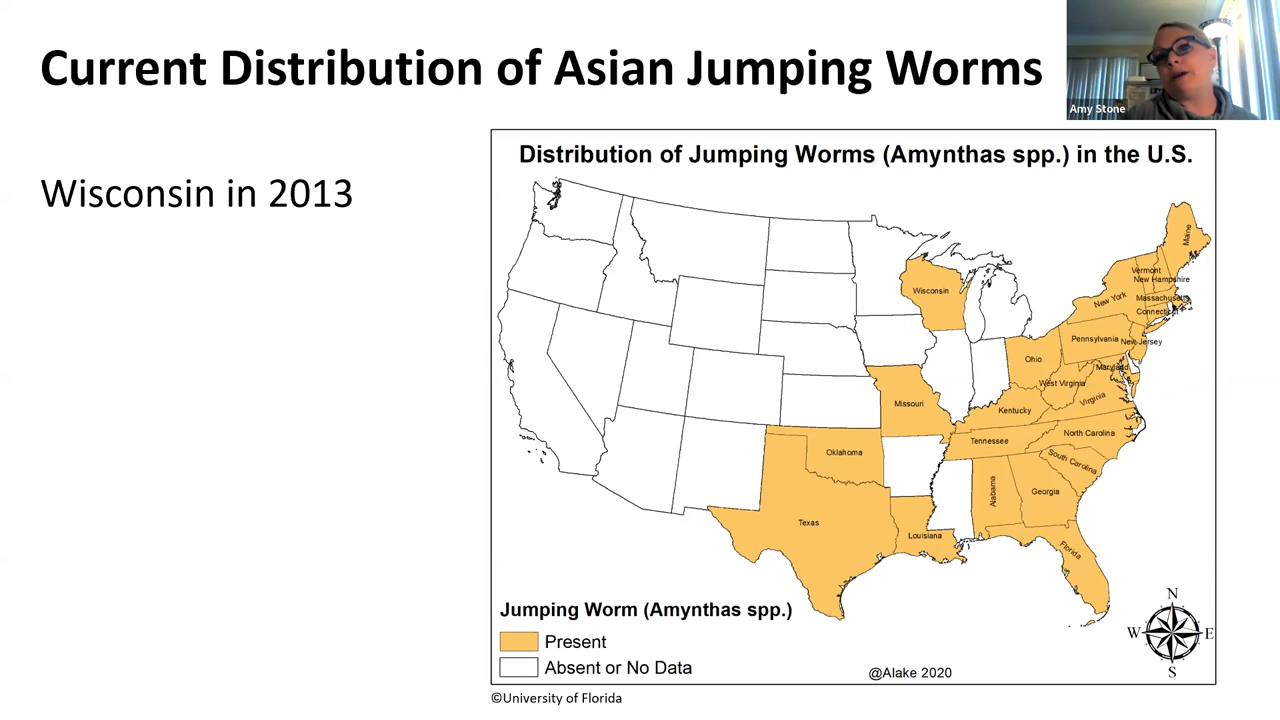 Current Distribution of Asian Jumping Worms
Amy Stone
Wisconsin in 2013
Distribution of Jumping Worms (Amynthas spp.) in the U.S.
Maine
Vermont
New Hampshire
Wisconsin
New York
Massachusetts
Connecticut
Pennsylvania
New Jersey
Ohio
Maryland
West Virginia
Missouri
Kentucky
Virginia
North Carolina
Tennessee
Oklahoma
South Carolina
Alabama
Georgia
Texas
Louisiana
Florida
Jumping Worm (Amynthas spp.)
Present
Absent or No Data
N
W
E
S
@Alake 2020
©University of Florida